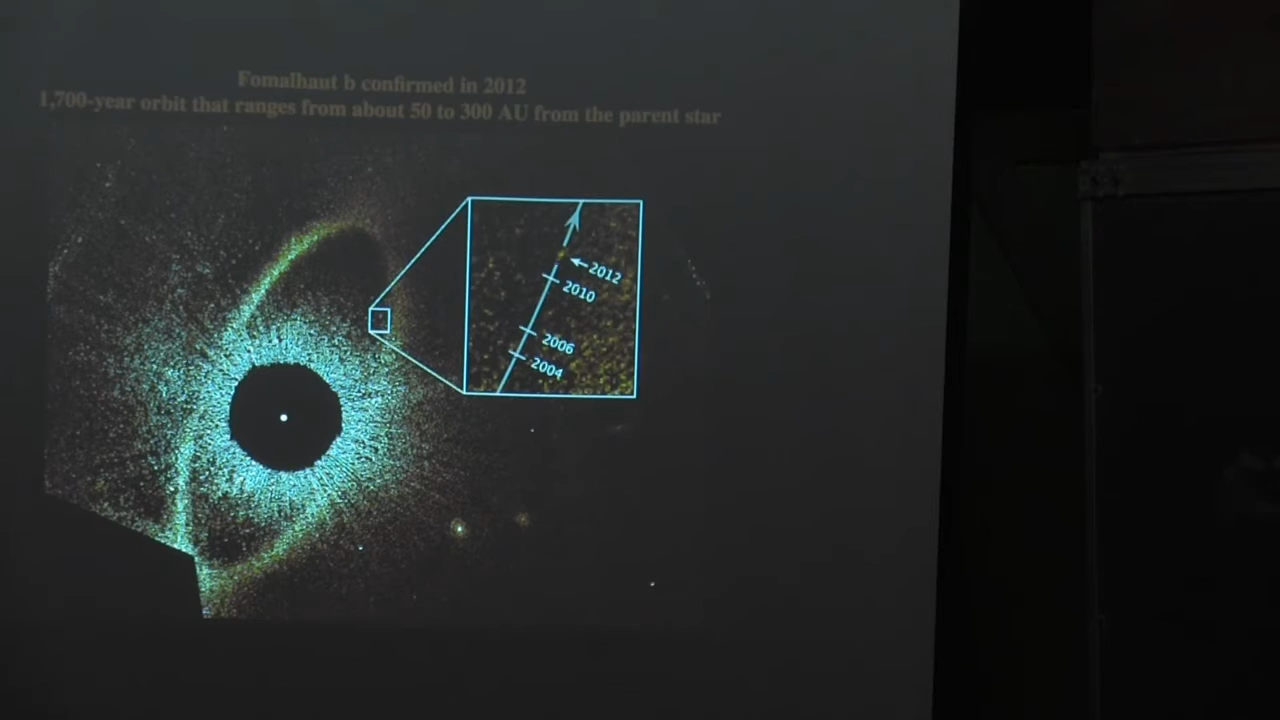 Fomalhaut b confirmed in 2012
1,700-year orbit that ranges from about 50 to 300 AU from the parent star
2012
2010
2006
2004